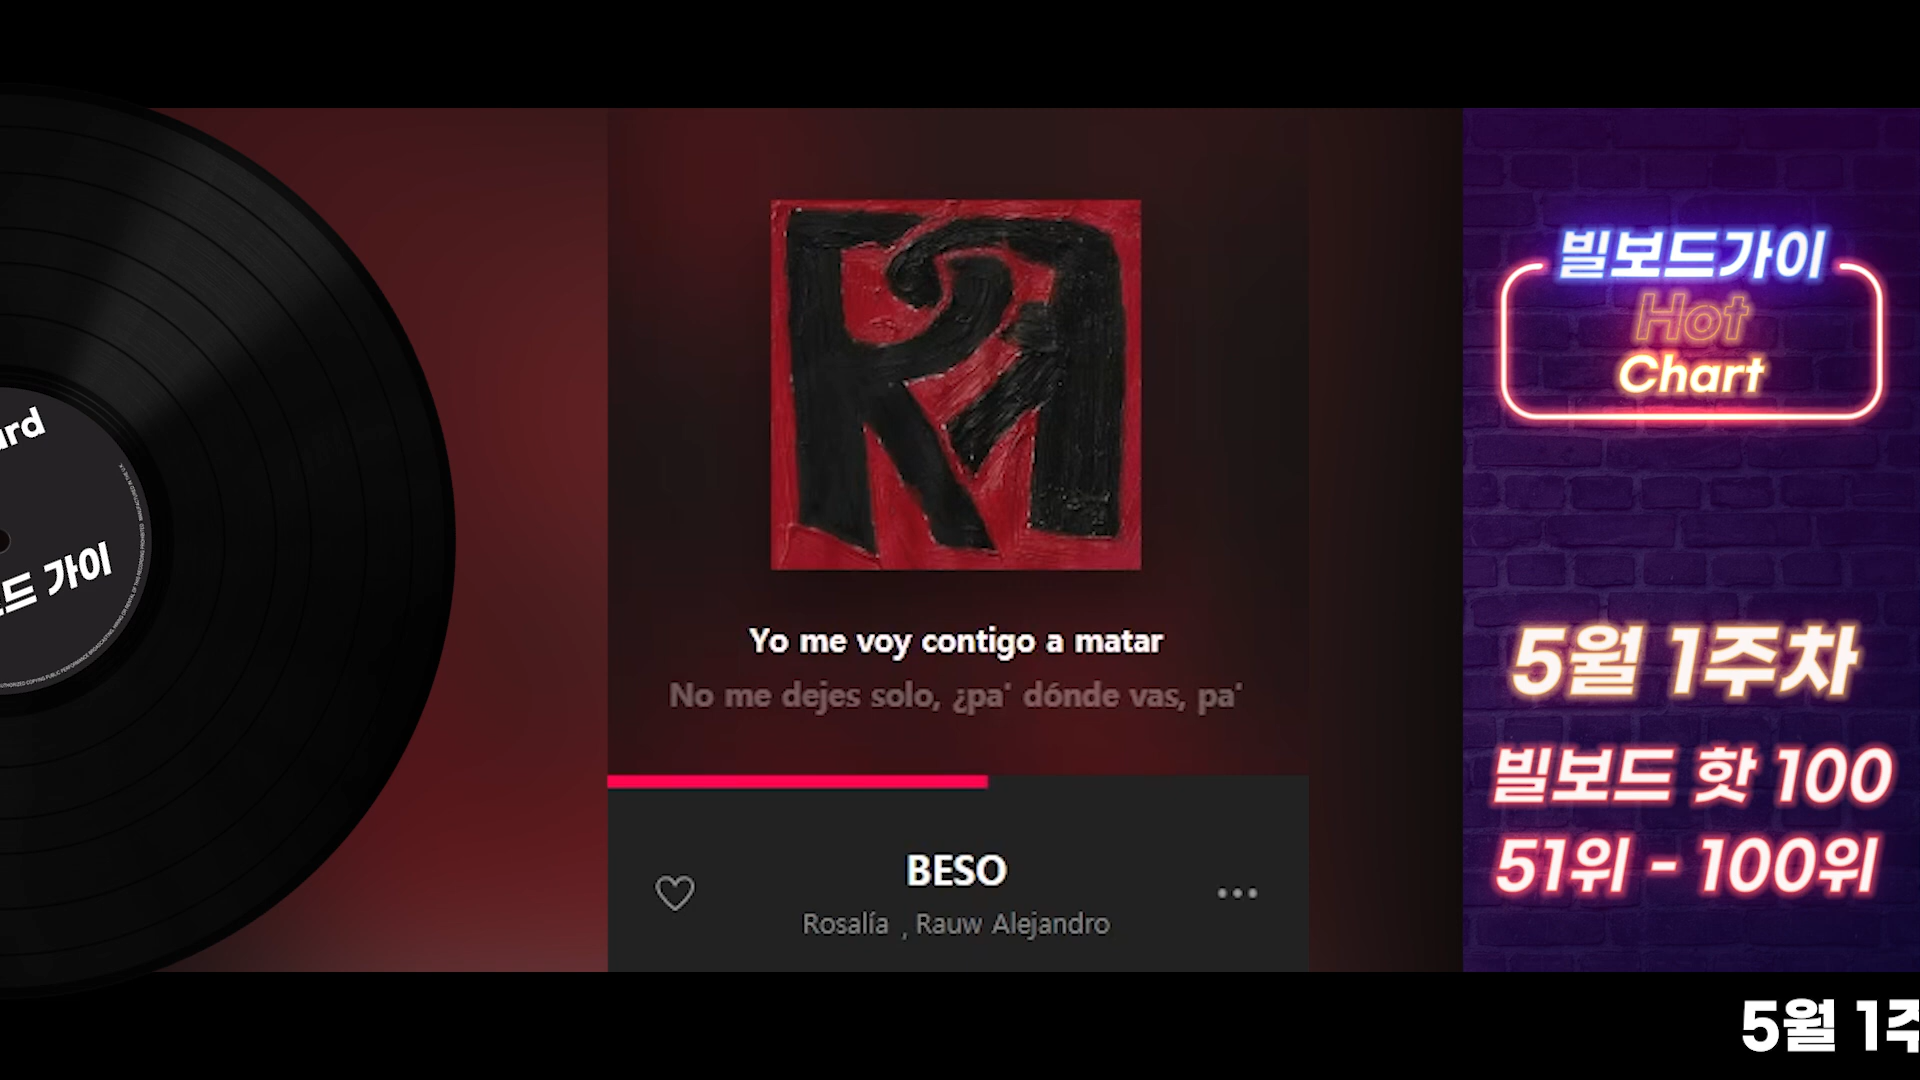 ard
드 가이
Yo me voy contigo a matar
No me dejes solo, ¿pa' dónde vas, pa'
BESO
Rosalía , Rauw Alejandro
빌보드가이
Hot
Chart
5월 1주차
빌보드 핫 100
51위 - 100위
5월 1주